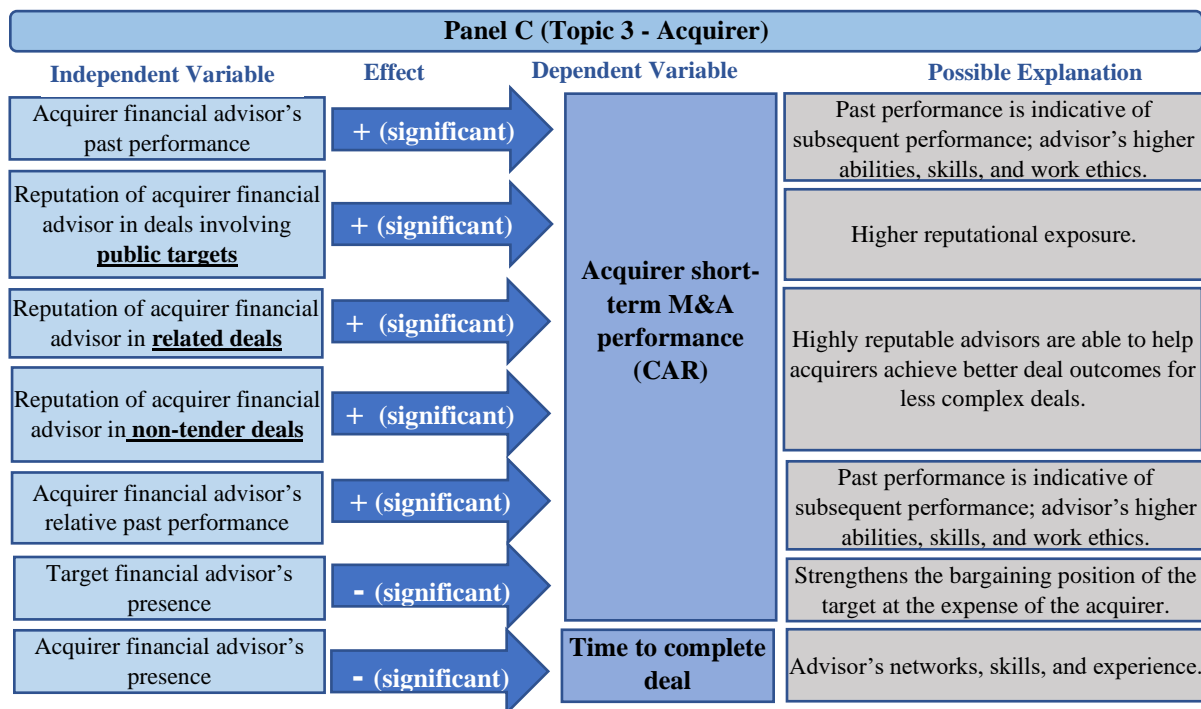 Panel C (Topic 3 - Acquirer)
Independent Variable
Effect
Dependent Variable
Possible Explanation
Acquirer financial advisor’s
past performance
+ (significant)
Past performance is indicative of
subsequent performance; advisor’s higher
abilities, skills, and work ethics.
Reputation of acquirer financial
advisor in deals involving
public targets
+ (significant)
Higher reputational exposure.
Acquirer short-
term M&A
performance
(CAR)
Reputation of acquirer financial
advisor in related deals
+ (significant)
Highly reputable advisors are able to help
acquirers achieve better deal outcomes for
less complex deals.
Reputation of acquirer financial
advisor in non-tender deals
+ (significant)
Acquirer financial advisor’s
relative past performance
+ (significant)
Past performance is indicative of
subsequent performance; advisor’s higher
abilities, skills, and work ethics.
Target financial advisor’s
presence
- (significant)
Strengthens the bargaining position of the
target at the expense of the acquirer.
Acquirer financial advisor’s
presence
- (significant)
Time to complete
deal
Advisor’s networks, skills, and experience.